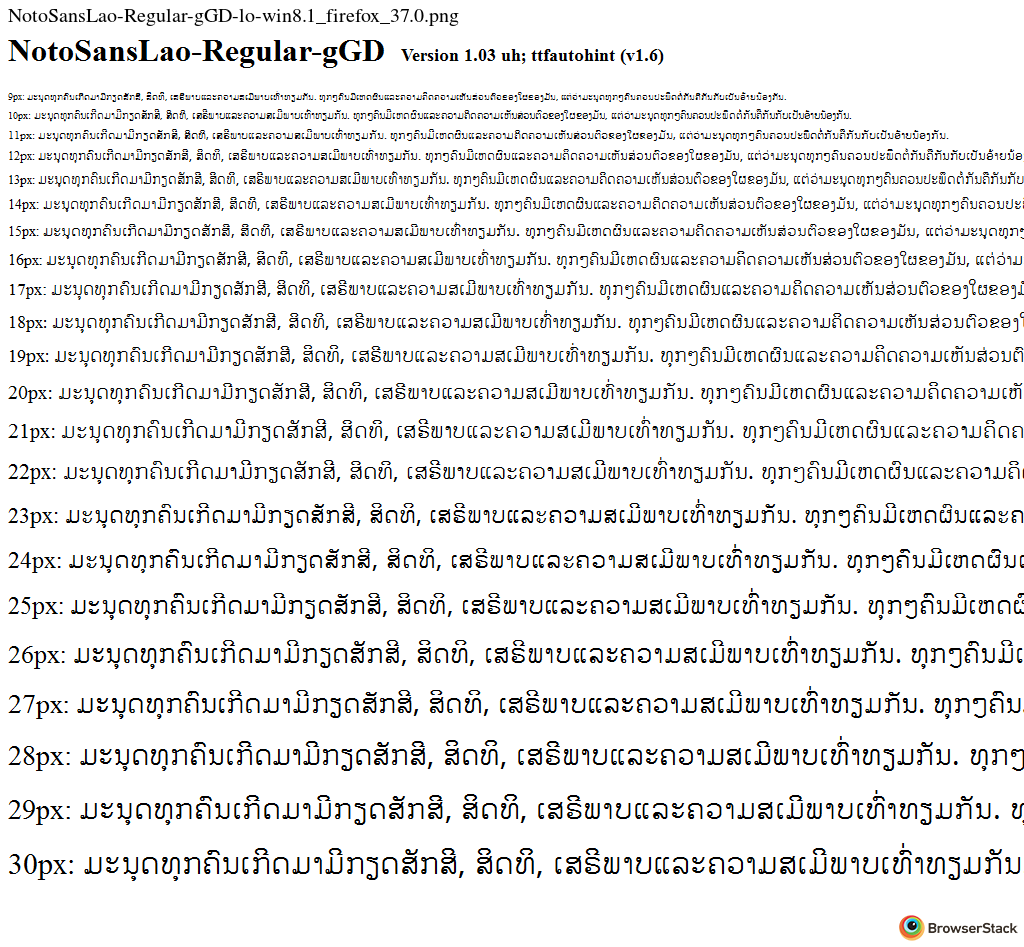 NotoSansLao-Regular-gGD-lo-win8.1_firefox_37.0.png
NotoSansLao-Regular-gGD Version 1.03 uh; ttfautohint (v1.6)
9px: ມະນຸດທຸກຄົນເກີດມາມີກຽດສັກສີ, ສິດທິ, ເສຣີພາບແລະຄວາມສເມີພາບເທົ່າທຽມກັນ. ທຸກໆຄົນມີເຫດຜົນແລະຄວາມຄິດຄວາມເຫັນສ່ວນຕົວຂອງໃຜຂອງມັນ, ແຕ່ວ່າມະນຸດທຸກໆຄົນຄວນປະພຶດຕໍ່ກັນຄືກັນກັບເປັນອ້າຍນ້ອງກັນ.
10px: ມະນຸດທຸກຄົນເກີດມາມີກຽດສັກສີ, ສິດທິ, ເສຣີພາບແລະຄວາມສເມີພາບເທົ່າທຽມກັນ. ທຸກໆຄົນມີເຫດຜົນແລະຄວາມຄິດຄວາມເຫັນສ່ວນຕົວຂອງໃຜຂອງມັນ, ແຕ່ວ່າມະນຸດທຸກໆຄົນຄວນປະພຶດຕໍ່ກັນຄືກັນກັບເປັນອ້າຍນ້ອງກັນ.
11px: ມະນຸດທຸກຄົນເກີດມາມີກຽດສັກສີ, ສິດທິ, ເສຣີພາບແລະຄວາມສເມີພາບເທົ່າທຽມກັນ. ທຸກໆຄົນມີເຫດຜົນແລະຄວາມຄິດຄວາມເຫັນສ່ວນຕົວຂອງໃຜຂອງມັນ, ແຕ່ວ່າມະນຸດທຸກໆຄົນຄວນປະພຶດຕໍ່ກັນຄືກັນກັບເປັນອ້າຍນ້ອງກັນ.
12px: ມະນຸດທຸກຄົນເກີດມາມີກຽດສັກສີ, ສິດທິ, ເສຣີພາບແລະຄວາມສເມີພາບເທົ່າທຽມກັນ. ທຸກໆຄົນມີເຫດຜົນແລະຄວາມຄິດຄວາມເຫັນສ່ວນຕົວຂອງໃຜຂອງມັນ, ແຕ່ວ່າມະນຸດທຸກໆຄົນຄວນປະພຶດຕໍ່ກັນຄືກັນກັບເປັນອ້າຍນ້ອ
13px: ມະນຸດທຸກຄົນເກີດມາມີກຽດສັກສີ, ສິດທິ, ເສຣີພາບແລະຄວາມສເມີພາບເທົ່າທຽມກັນ. ທຸກໆຄົນມີເຫດຜົນແລະຄວາມຄິດຄວາມເຫັນສ່ວນຕົວຂອງໃຜຂອງມັນ, ແຕ່ວ່າມະນຸດທຸກໆຄົນຄວນປະພຶດຕໍ່ກັນຄືກັນກັບ
14px: ມະນຸດທຸກຄົນເກີດມາມີກຽດສັກສີ, ສິດທິ, ເສຣີພາບແລະຄວາມສເມີພາບເທົ່າທຽມກັນ. ທຸກໆຄົນມີເຫດຜົນແລະຄວາມຄິດຄວາມເຫັນສ່ວນຕົວຂອງໃຜຂອງມັນ, ແຕ່ວ່າມະນຸດທຸກໆຄົນຄວນປະພຶ
15px: ມະນຸດທຸກຄົນເກີດມາມີກຽດສັກສີ, ສິດທິ, ເສຣີພາບແລະຄວາມສເມີພາບເທົ່າທຽມກັນ. ທຸກໆຄົນມີເຫດຜົນແລະຄວາມຄິດຄວາມເຫັນສ່ວນຕົວຂອງໃຜຂອງມັນ, ແຕ່ວ່າມະນຸດທຸກໆ
16px: ມະນຸດທຸກຄົນເກີດມາມີກຽດສັກສີ, ສິດທິ, ເສຣີພາບແລະຄວາມສເມີພາບເທົ່າທຽມກັນ. ທຸກໆຄົນມີເຫດຜົນແລະຄວາມຄິດຄວາມເຫັນສ່ວນຕົວຂອງໃຜຂອງມັນ, ແຕ່ວ່າມ
17px: ມະນຸດທຸກຄົນເກີດມາມີກຽດສັກສີ, ສິດທິ, ເສຣີພາບແລະຄວາມສເມີພາບເທົ່າທຽມກັນ. ທຸກໆຄົນມີເຫດຜົນແລະຄວາມຄິດຄວາມເຫັນສ່ວນຕົວຂອງໃຜຂອງມັ
18px: ມະນຸດທຸກຄົນເກີດມາມີກຽດສັກສີ, ສິດທິ, ເສຣີພາບແລະຄວາມສເມີພາບເທົ່າທຽມກັນ. ທຸກໆຄົນມີເຫດຜົນແລະຄວາມຄິດຄວາມເຫັນສ່ວນຕົວຂອງໃ
19px: ມະນຸດທຸກຄົນເກີດມາມີກຽດສັກສີ, ສິດທິ, ເສຣີພາບແລະຄວາມສເມີພາບເທົ່າທຽມກັນ. ທຸກໆຄົນມີເຫດຜົນແລະຄວາມຄິດຄວາມເຫັນສ່ວນຕົ
20px: ມະນຸດທຸກຄົນເກີດມາມີກຽດສັກສີ, ສິດທິ, ເສຣີພາບແລະຄວາມສເມີພາບເທົ່າທຽມກັນ. ທຸກໆຄົນມີເຫດຜົນແລະຄວາມຄິດຄວາມເຫັ
21px: ມະນຸດທຸກຄົນເກີດມາມີກຽດສັກສີ, ສິດທິ, ເສຣີພາບແລະຄວາມສເມີພາບເທົ່າທຽມກັນ. ທຸກໆຄົນມີເຫດຜົນແລະຄວາມຄິດຄ
22px: ມະນຸດທຸກຄົນເກີດມາມີກຽດສັກສີ, ສິດທິ, ເສຣີພາບແລະຄວາມສເມີພາບເທົ່າທຽມກັນ. ທຸກໆຄົນມີເຫດຜົນແລະຄວາມຄິ
23px: ມະນຸດທຸກຄົນເກີດມາມີກຽດສັກສີ, ສິດທິ, ເສຣີພາບແລະຄວາມສເມີພາບເທົ່າທຽມກັນ. ທຸກໆຄົນມີເຫດຜົນແລະຄ
24px: ມະນຸດທຸກຄົນເກີດມາມີກຽດສັກສີ, ສິດທິ, ເສຣີພາບແລະຄວາມສເມີພາບເທົ່າທຽມກັນ. ທຸກໆຄົນມີເຫດຜົນແ
25px: ມະນຸດທຸກຄົນເກີດມາມີກຽດສັກສີ, ສິດທິ, ເສຣີພາບແລະຄວາມສເມີພາບເທົ່າທຽມກັນ. ທຸກໆຄົນມີເຫດຜົ
26px: ມະນຸດທຸກຄົນເກີດມາມີກຽດສັກສີ, ສິດທິ, ເສຣີພາບແລະຄວາມສເມີພາບເທົ່າທຽມກັນ. ທຸກໆຄົນມີເ
27px: ມະນຸດທຸກຄົນເກີດມາມີກຽດສັກສີ, ສິດທິ, ເສຣີພາບແລະຄວາມສເມີພາບເທົ່າທຽມກັນ. ທຸກໆຄົນ
28px: ມະນຸດທຸກຄົນເກີດມາມີກຽດສັກສີ, ສິດທິ, ເສຣີພາບແລະຄວາມສເມີພາບເທົ່າທຽມກັນ. ທຸກໆ
29px: ມະນຸດທຸກຄົນເກີດມາມີກຽດສັກສີ, ສິດທິ, ເສຣີພາບແລະຄວາມສເມີພາບເທົ່າທຽມກັນ. ທຸ
30px: ມະນຸດທຸກຄົນເກີດມາມີກຽດສັກສີ, ສິດທິ, ເສຣີພາບແລະຄວາມສເມີພາບເທົ່າທຽມກັນ
BrowserStack